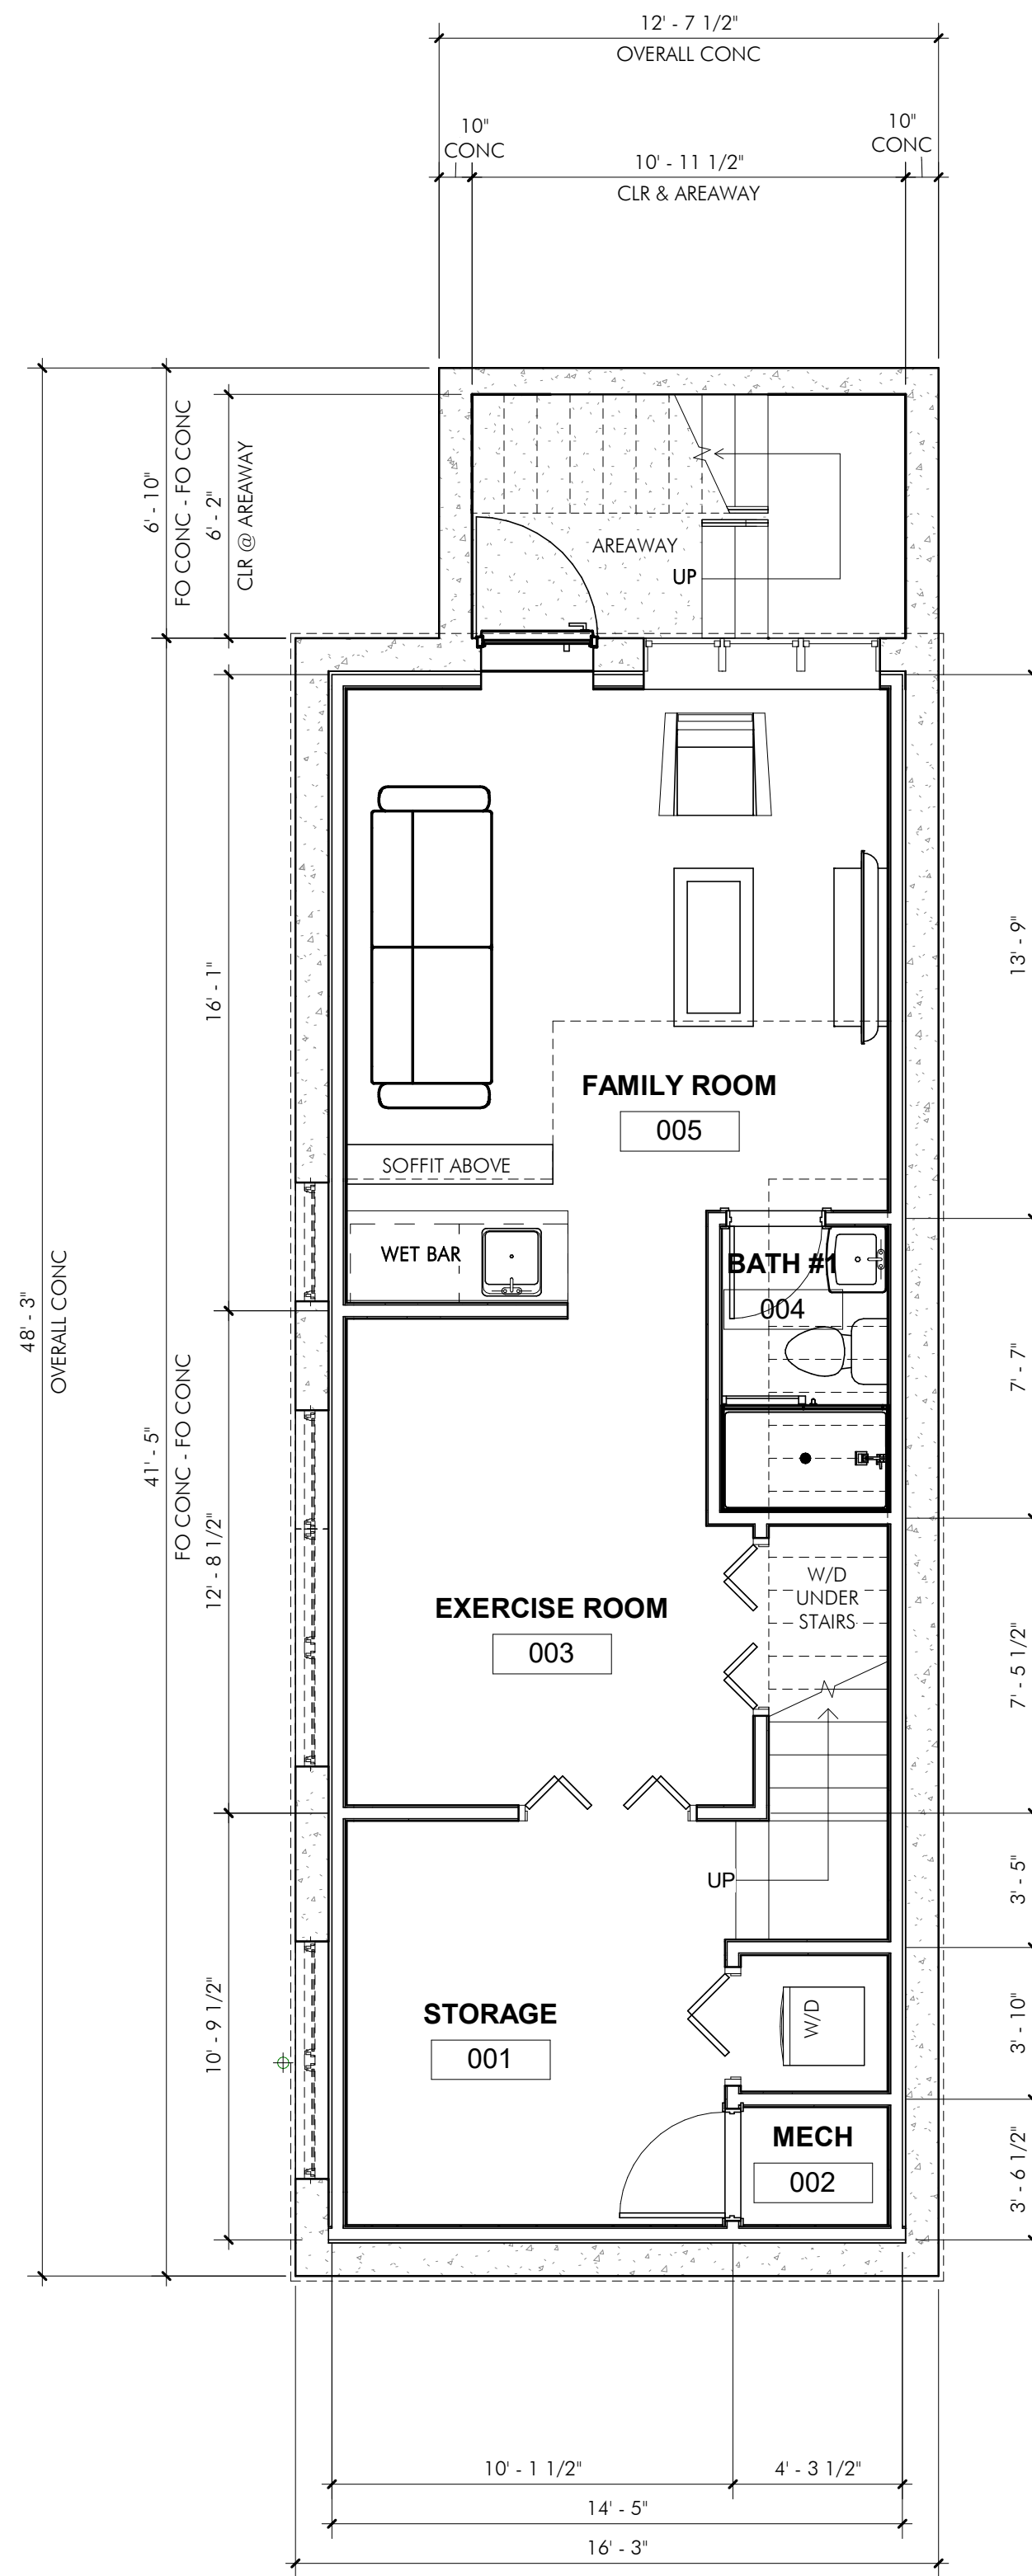 12' - 7 1/2"
OVERALL CONC
10"
CONC
10"
CONC
10' - 11 1/2"
CLR & AREAWAY
6' - 10"
FO CONC - FO CONC
6' - 2"
CLR @ AREAWAY
AREAWAY
UP
48' - 3"
OVERALL CONC
41' - 5"
FO CONC - FO CONC
16' - 1"
13' - 9"
FAMILY ROOM
005
SOFFIT ABOVE
WET BAR
BATH #1
004
7' - 7"
12' - 8 1/2"
EXERCISE ROOM
003
W/D
UNDER
STAIRS
7' - 5 1/2"
UP
3' - 5"
10' - 9 1/2"
STORAGE
001
W/D
3' - 10"
MECH
002
3' - 6 1/2"
10' - 1 1/2"
4' - 3 1/2"
14' - 5"
16' - 3"